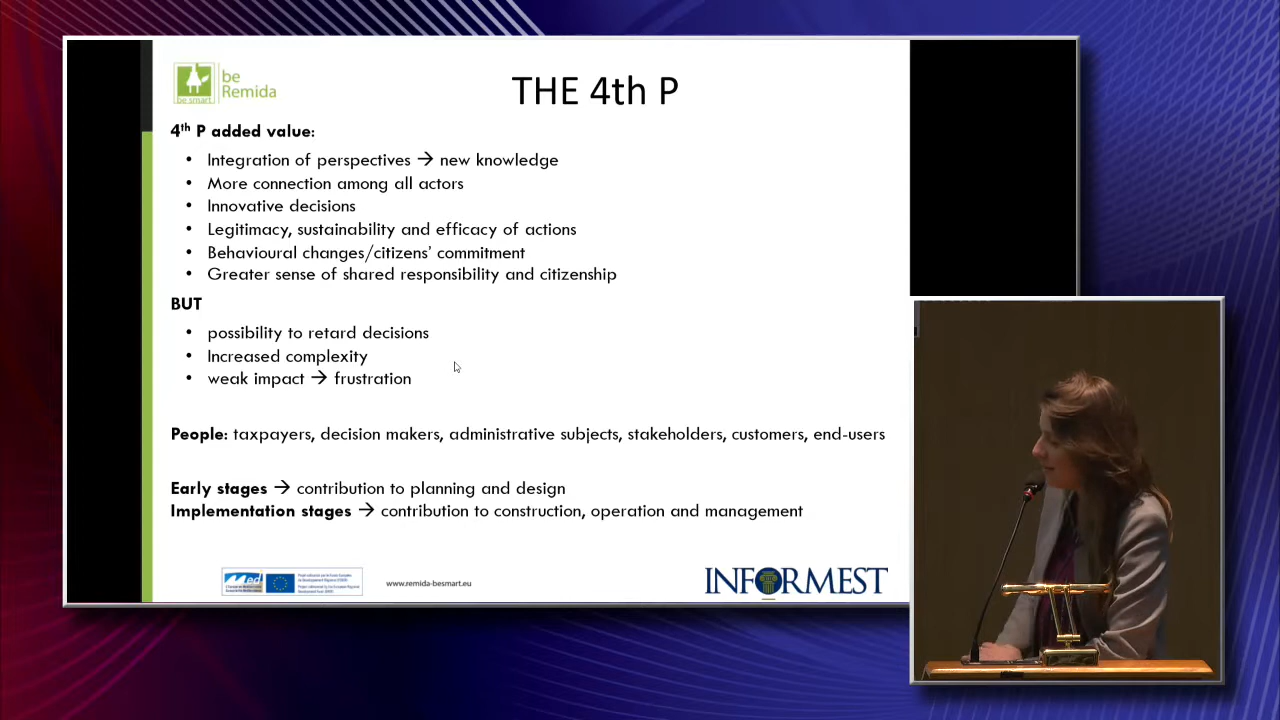 be
Remida
be smart
THE 4th P
4th P added value:
• Integration of perspectives → new knowledge
• More connection among all actors
• Innovative decisions
• Legitimacy, sustainability and efficacy of actions
• Behavioural changes/citizens’ commitment
• Greater sense of shared responsibility and citizenship
BUT
• possibility to retard decisions
• Increased complexity
• weak impact → frustration
People: taxpayers, decision makers, administrative subjects, stakeholders, customers, end-users
Early stages → contribution to planning and design
Implementation stages → contribution to construction, operation and management
Med
www.remida-besmart.eu
INFORMEST